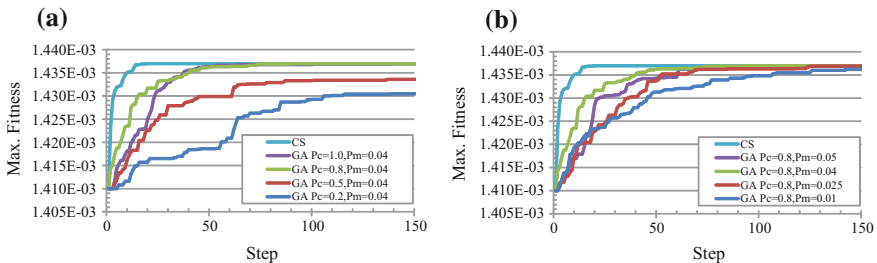 (a)
1.440E-03
1.435E-03
1.430E-03
1.425E-03
1.420E-03
1.415E-03
1.410E-03
1.405E-03
Max. Fitness
CS
GA Pc=1.0,Pm=0.04
GA Pc=0.8,Pm=0.04
GA Pc=0.5,Pm=0.04
GA Pc=0.2,Pm=0.04
0
50
100
150
Step
(b)
1.440E-03
1.435E-03
1.430E-03
1.425E-03
1.420E-03
1.415E-03
1.410E-03
1.405E-03
Max. Fitness
CS
GA Pc=0.8,Pm=0.05
GA Pc=0.8,Pm=0.04
GA Pc=0.8,Pm=0.025
GA Pc=0.8,Pm=0.01
0
50
100
150
Step